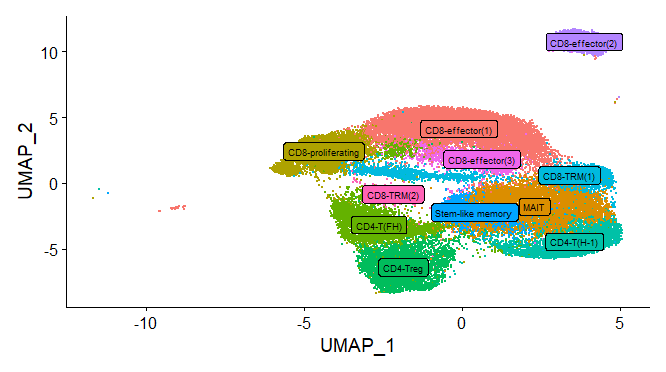 CD8-effector(2)
10
CD8-effector(1)
5
CD8-proliferating
CD8-effector(3)
UMAP_2
CD8-TRM(1)
0
CD8-TRM(2)
MAIT
Stem-like memory
CD4-T(FH)
CD4-T(H-1)
-5
CD4-Treg
-10
-5
0
5
UMAP_1